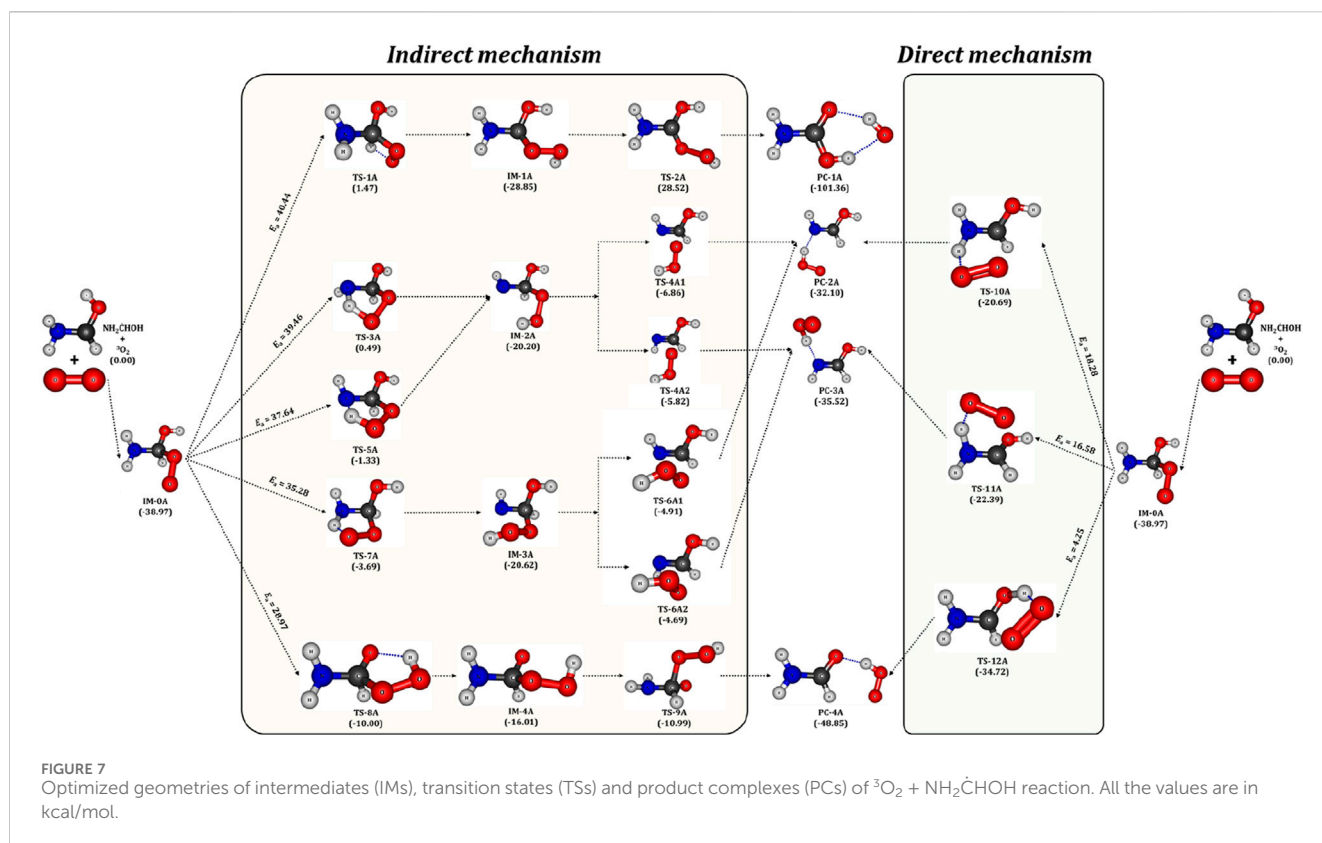 Indirect mechanism
Direct mechanism
TS-1A
(1.47)
IM-1A
(-28.85)
TS-2A
(28.52)
PC-1A
(-101.36)
Ea = 40.44
TS-4A1
(-6.86)
PC-2A
(-32.10)
TS-10A
(-20.69)
Ea = 39.46
TS-3A
(0.49)
IM-2A
(-20.20)
Ea = 18.28
NH2ĊHOH
+
3O2
(0.00)
+
NH2ĊHOH
+
3O2
(0.00)
+
TS-4A2
(-5.82)
PC-3A
(-35.52)
Ea = 37.64
TS-5A
(-1.33)
Ea = 16.58
TS-11A
(-22.39)
IM-0A
(-38.97)
IM-0A
(-38.97)
TS-6A1
(-4.91)
Ea = 35.28
TS-7A
(-3.69)
IM-3A
(-20.62)
Ea = 4.25
TS-6A2
(-4.69)
Ea = 28.97
TS-12A
(-34.72)
TS-8A
(-10.00)
IM-4A
(-16.01)
TS-9A
(-10.99)
PC-4A
(-48.85)
FIGURE 7
Optimized geometries of intermediates (IMs), transition states (TSs) and product complexes (PCs) of 3O2 + NH2ĊHOH reaction. All the values are in
kcal/mol.